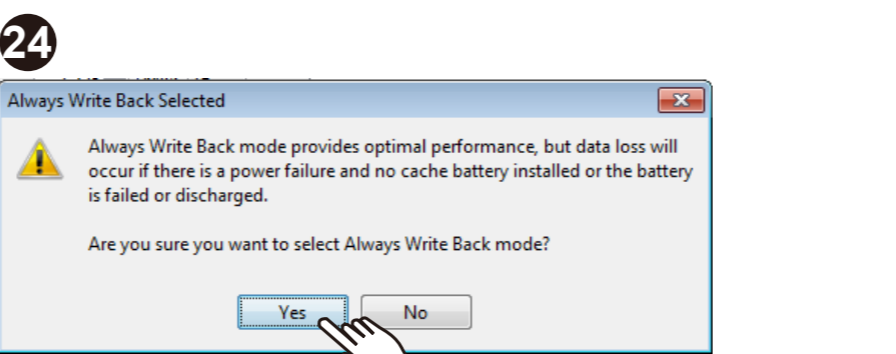 24
Always Write Back Selected
Always Write Back mode provides optimal performance, but data loss will
occur if there is a power failure and no cache battery installed or the battery
is failed or discharged.
Are you sure you want to select Always Write Back mode?
Yes No